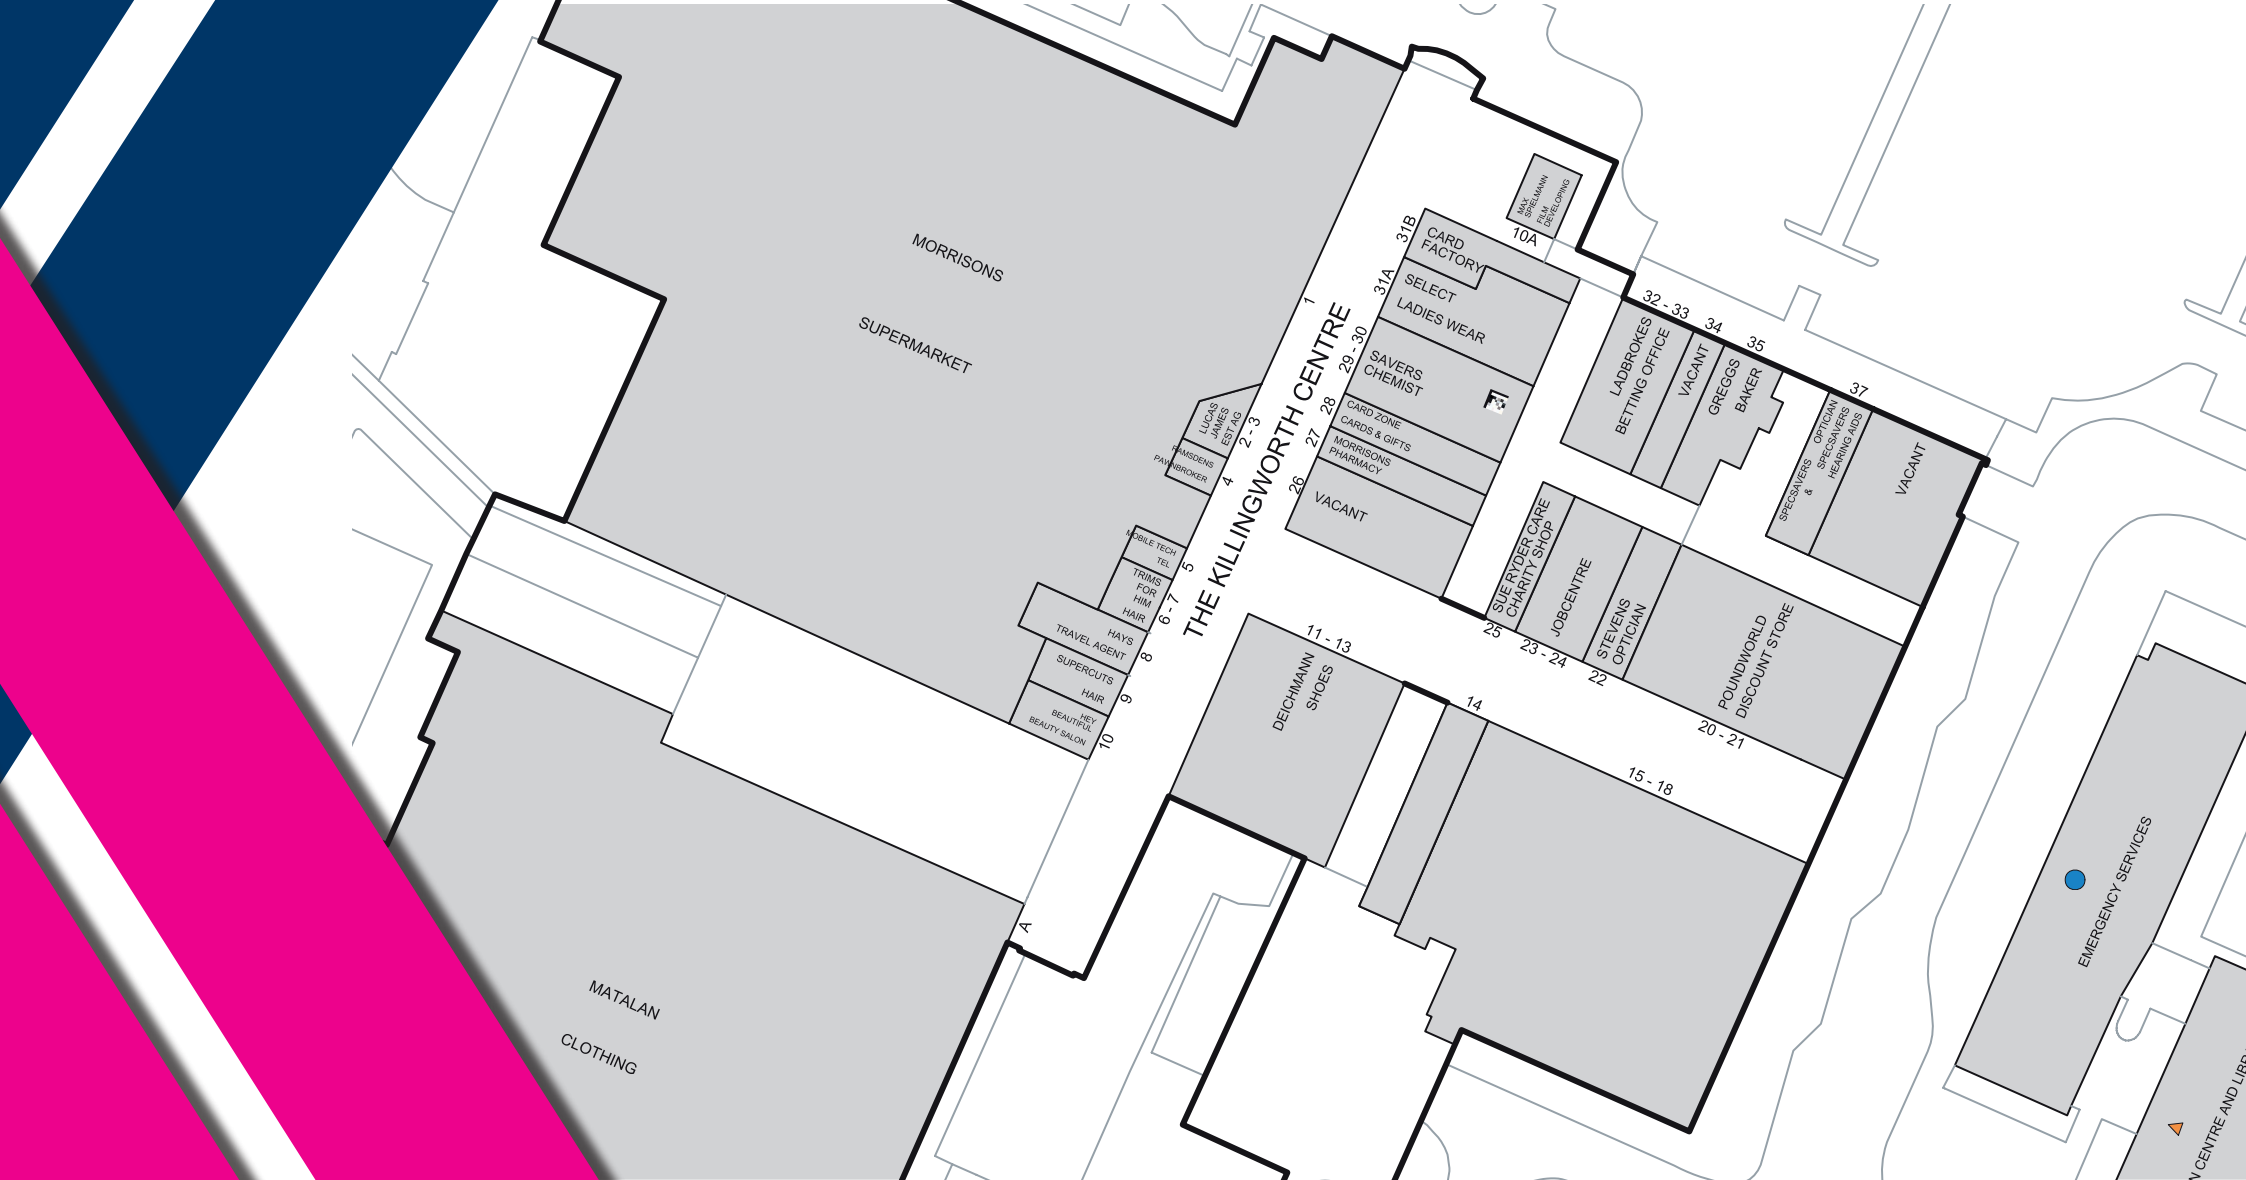 MORRISONS
SUPERMARKET
1
THE KILLINGWORTH CENTRE
MAX
SPIELMANN
FILM
DEVELOPING
10A
31B
CARD
FACTORY
31A
SELECT
LADIES WEAR
29 - 30
SAVERS
CHEMIST
28
CARD ZONE
CARDS & GIFTS
27
MORRISONS
PHARMACY
26
VACANT
32 - 33
LADBROKES
BETTING OFFICE
34
VACANT
35
GREGGS
BAKER
37
SPECSAVERS OPTICIAN
& SPECSAVERS
HEARING AIDS
VACANT
LUCAS
JAMES
EST AG
2 - 3
RAMSDENS
PAWNBROKER
4
MOBILE TECH
TEL
5
TRIMS
FOR
HIM
HAIR
6 - 7
HAYS
TRAVEL AGENT
8
SUPERCUTS
HAIR
9
HEY
BEAUTIFUL
BEAUTY SALON
10
SUE RYDER CARE
CHARITY SHOP
25
JOBCENTRE
23 - 24
STEVENS
OPTICIAN
22
POUNDWORLD
DISCOUNT STORE
20 - 21
11 - 13
DEICHMANN
SHOES
14
15 - 18
A
MATALAN
CLOTHING
EMERGENCY SERVICES
CENTRE AND